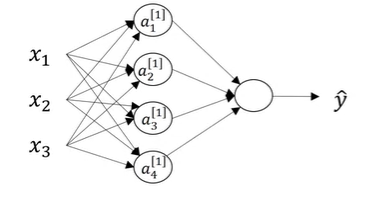 x₁
x₂
x₃
a₁^[1]
a₂^[1]
a₃^[1]
a₄^[1]
ŷ